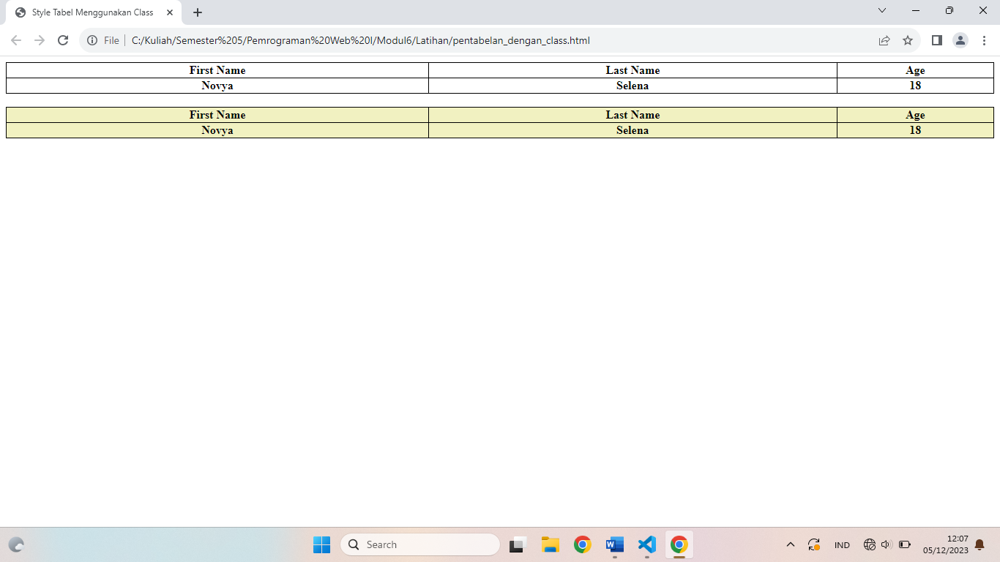 Style Tabel Menggunakan Class
File C:/Kuliah/Semester%205/Pemrograman%20Web%20I/Modul6/Latihan/pentabelan_dengan_class.html
First Name Last Name Age
Novya Selena 18
First Name Last Name Age
Novya Selena 18
Search
IND
12:07
05/12/2023